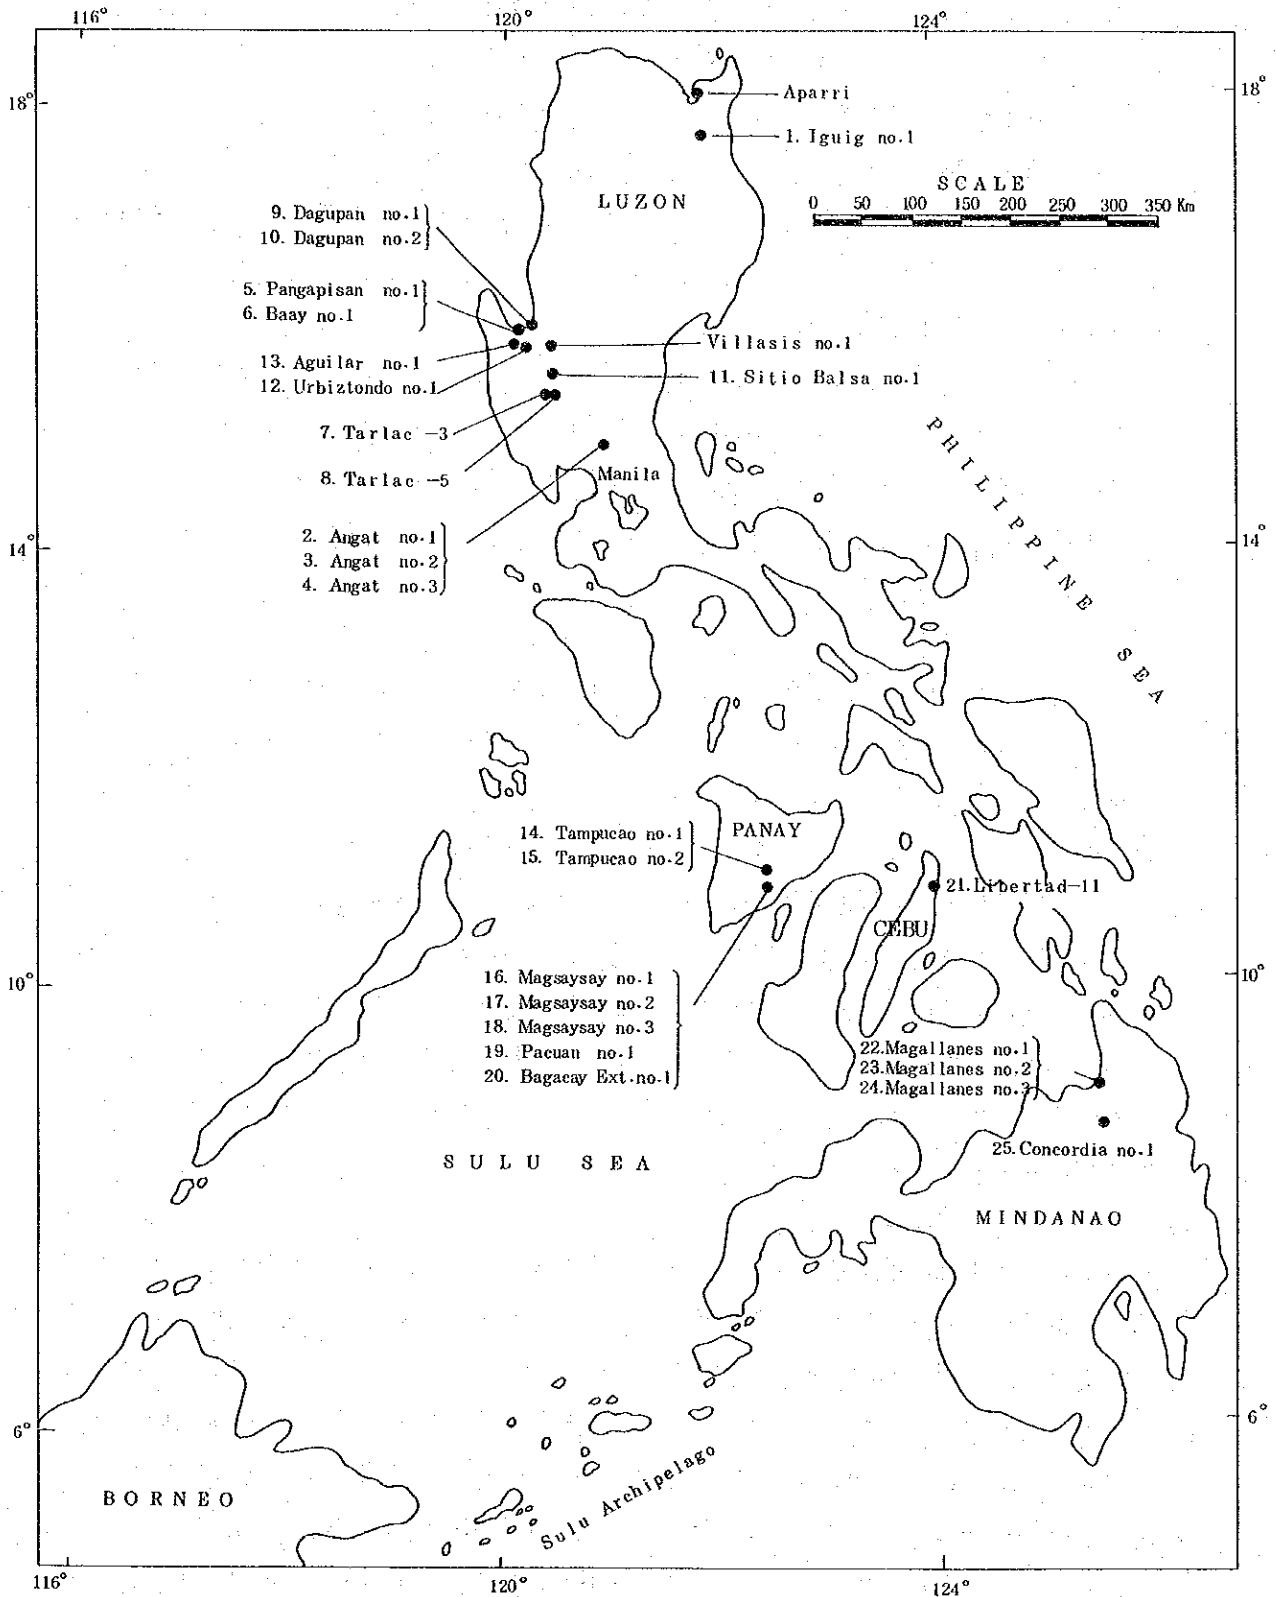 116°
120°
124°
18°
18°
Aparri
1. Iguig no.1
LUZON
SCALE
0 50 100 150 200 250 300 350 Km
9. Dagupan no.1
10. Dagupan no.2
5. Pangapisan no.1
6. Baay no.1
13. Aguilar no.1
12. Urbiztondo no.1
Villasis no.1
11. Sitio Balsa no.1
7. Tarlac -3
8. Tarlac -5
Manila
PHILIPPINE SEA
2. Angat no.1
3. Angat no.2
4. Angat no.3
14°
14°
14. Tampucao no.1
15. Tampucao no.2
PANAY
21.Libertad-11
CEBU
16. Magsaysay no.1
17. Magsaysay no.2
18. Magsaysay no.3
19. Pacuan no.1
20. Bagacay Ext.no.1
10°
10°
22.Magallanes no.1
23.Magallanes no.2
24.Magallanes no.3
25.Concordia no.1
SULU SEA
MINDANAO
6°
6°
BORNEO
Sulu Archipelago
116°
120°
124°